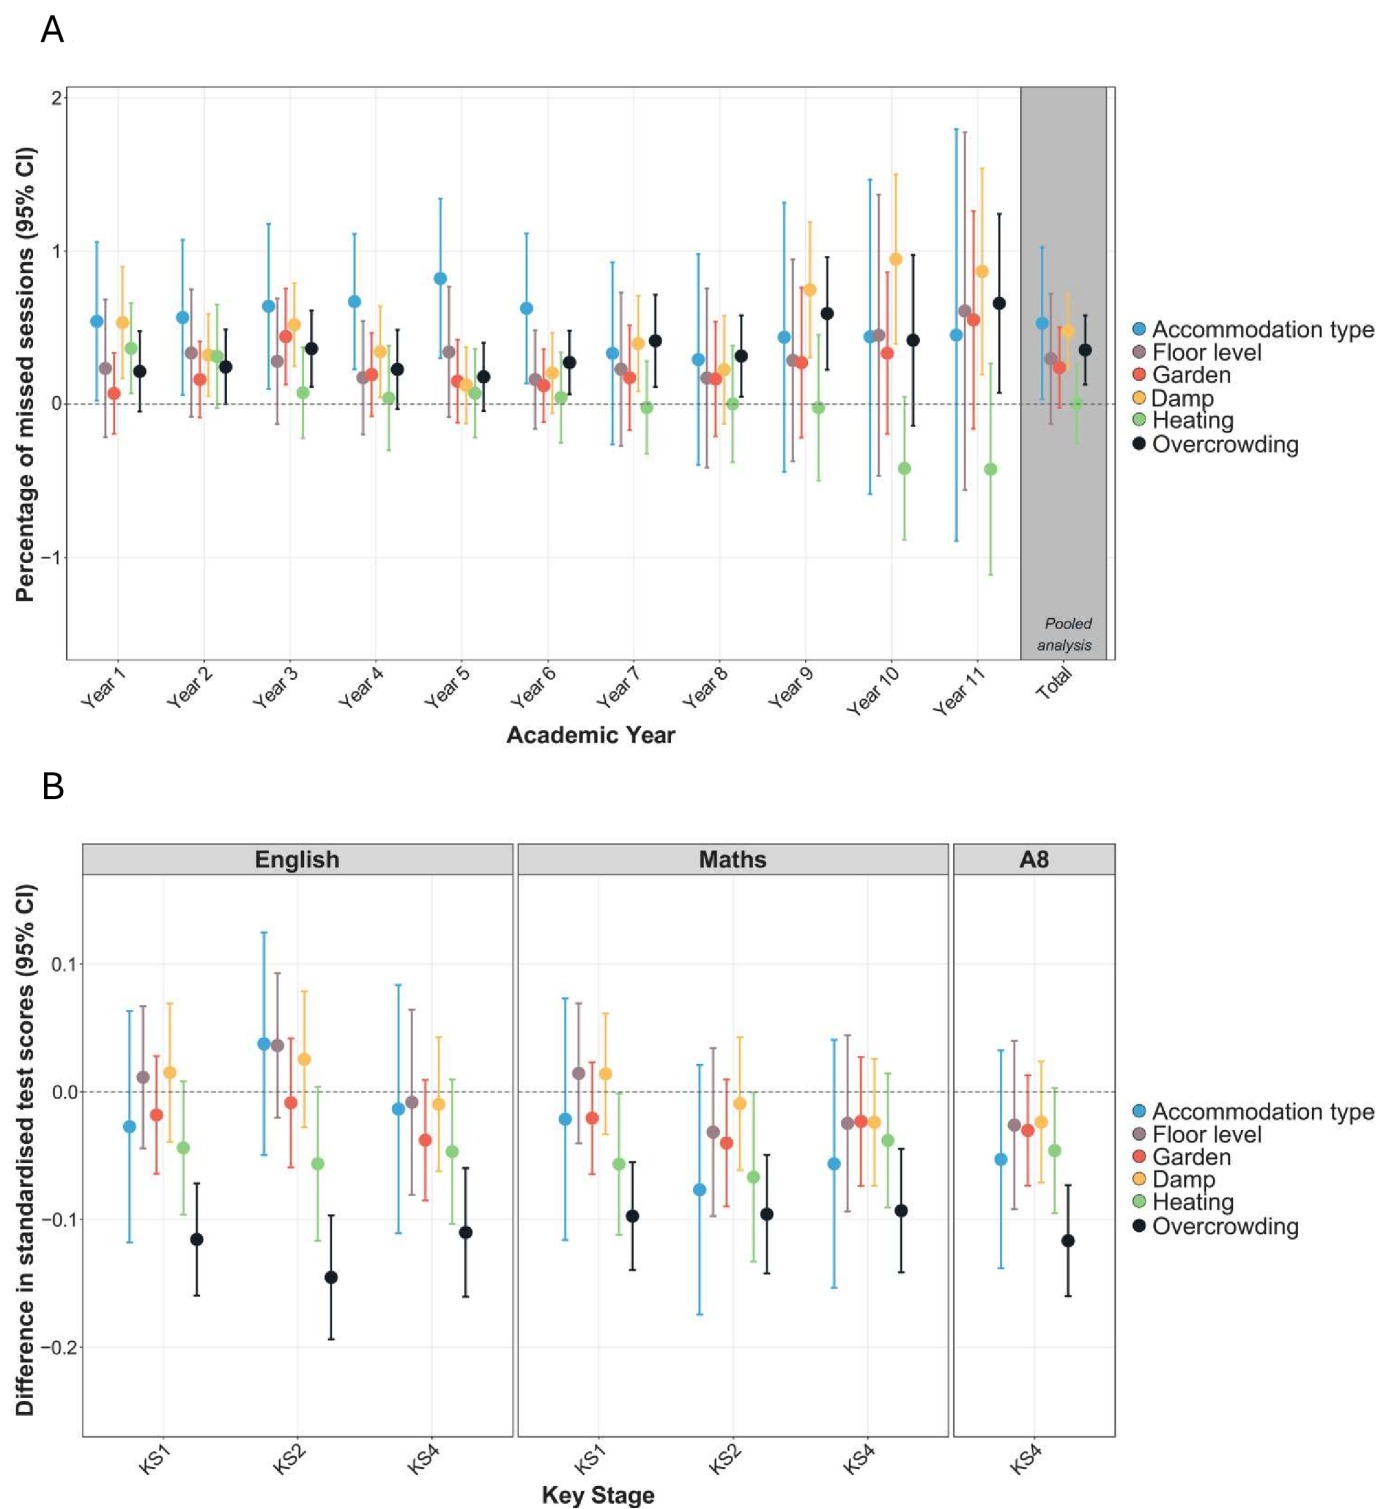 A
Percentage of missed sessions (95% CI)
2
1
0
−1
Pooled
analysis
Year 1
Year 2
Year 3
Year 4
Year 5
Year 6
Year 7
Year 8
Year 9
Year 10
Year 11
Total
Academic Year
Accommodation type
Floor level
Garden
Damp
Heating
Overcrowding
B
Difference in standardised test scores (95% CI)
English
Maths
A8
0.1
0.0
−0.1
−0.2
KS1
KS2
KS4
KS1
KS2
KS4
KS4
Key Stage
Accommodation type
Floor level
Garden
Damp
Heating
Overcrowding